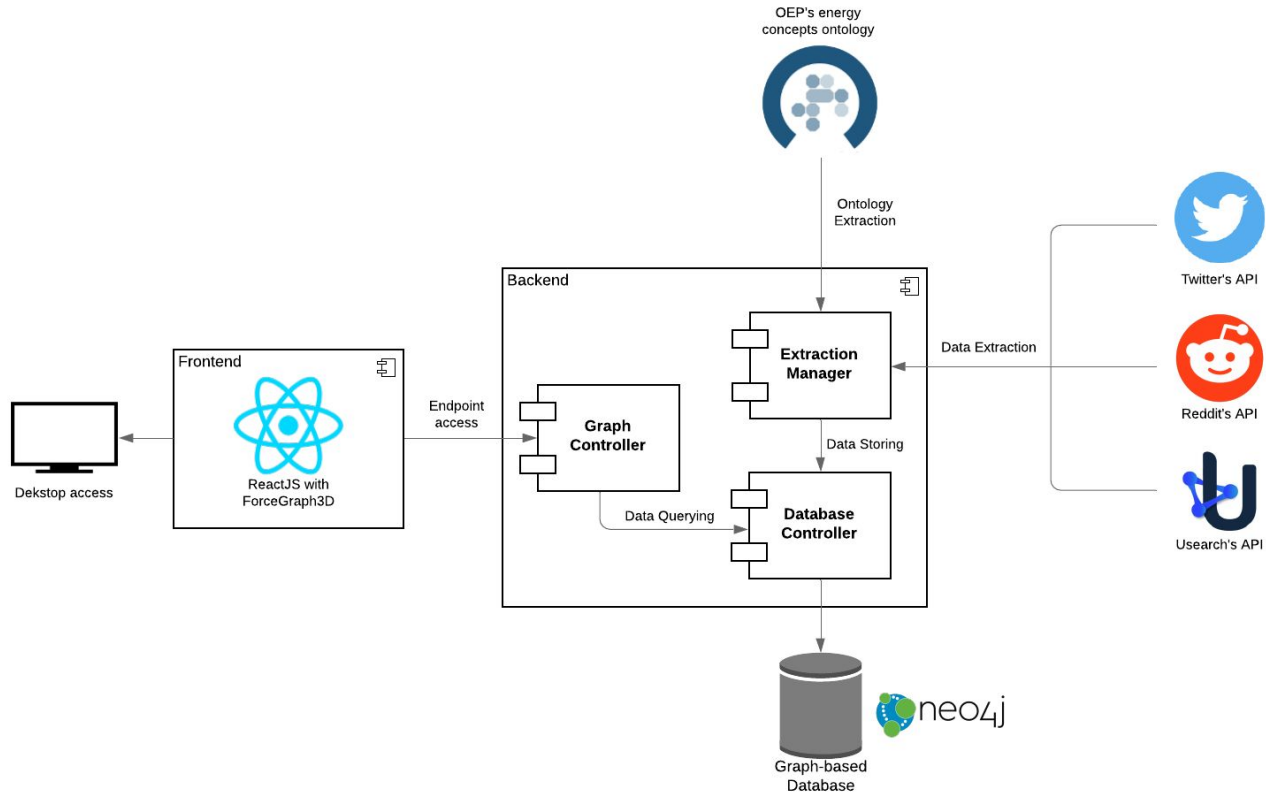 OEP's energy
concepts ontology
Ontology
Extraction
Twitter's API
Backend
Extraction
Manager
Data Extraction
Reddit's API
Frontend
ReactJS with
ForceGraph3D
Dekstop access
Endpoint
access
Graph
Controller
Data Storing
Data Querying
Database
Controller
Usearch's API
neo4j
Graph-based
Database